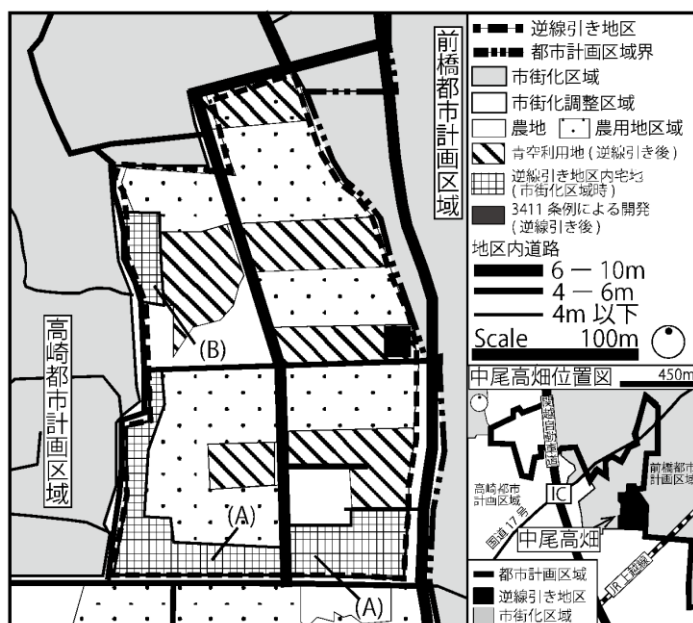 前橋都市計画区域
高崎都市計画区域
(B)
(A)
(A)
逆線引き地区
都市計画区域界
市街化区域
市街化調整区域
農地 農用地区域
青空利用地(逆線引き後)
逆線引き地区内宅地
(市街化区域時)
3411 条例による開発
(逆線引き後)
地区内道路
6 − 10m
4 − 6m
4m 以下
Scale 100m
中尾高畑位置図 450m
関越自動車道
高崎都市
計画区域
前橋都市
計画区域
IC
国道17号
中尾高畑
JR上越線
都市計画区域
逆線引き地区
市街化区域